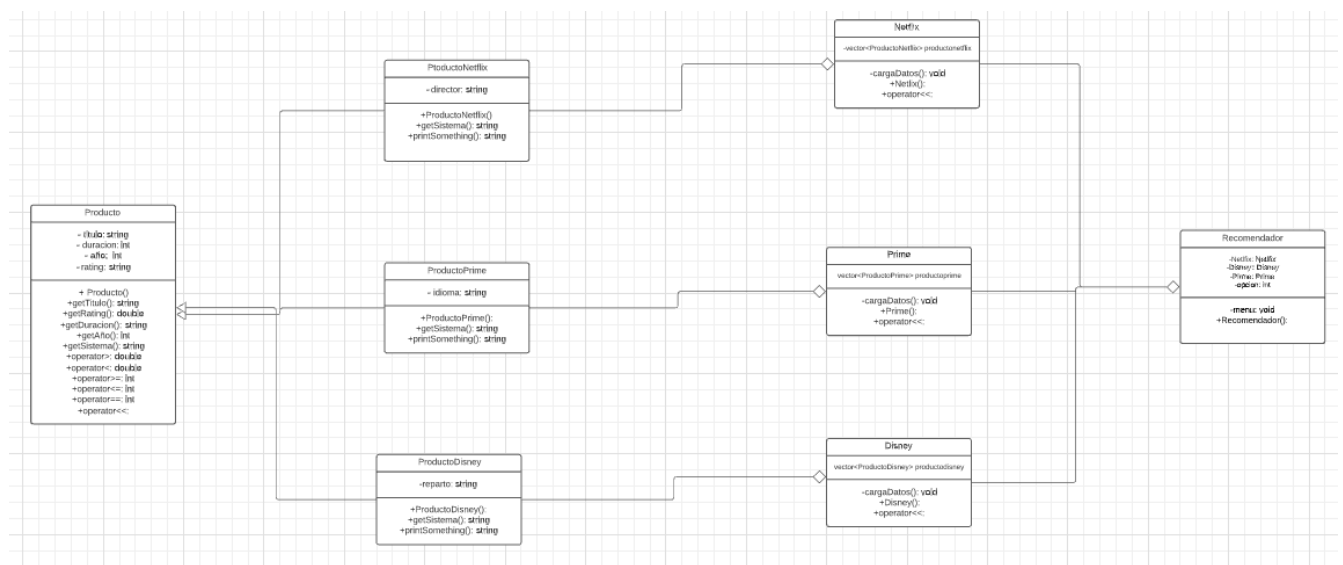 Netflix
-vector<ProductoNetflix> productonetflix
-cargaDatos(): void
+Netlix():
+operator<<:
PtoductoNetflix
- director: string
+ProductoNetflix()
+getSistema(): string
+printSomething(): string
Producto
- título: string
- duracion: int
- año; int
- rating: string
+ Producto()
+getTitulo(): string
+getRating(): double
+getDuracion(): string
+getAño(): int
+getSistema(): string
+operator>: double
+operator<: double
+operator>=: int
+operator<=: int
+operator==: int
+operator<<:
ProductoPrime
- idioma: string
+ProductoPrime():
+getSistema(): string
+printSomething(): string
Prime
vector<ProductoPrime> productoprime
-cargaDatos(): void
+Prime():
+operator<<:
Recomendador
-Netfix: Netflix
-Disney: Disney
-Prime: Prime
-opcion: int
-menu: void
+Recomendador():
ProductoDisney
-reparto: string
+ProductoDisney():
+getSistema(): string
+printSomething(): string
Disney
vector<ProductoDisney> productodisney
-cargaDatos(): void
+Disney():
+operator<<: